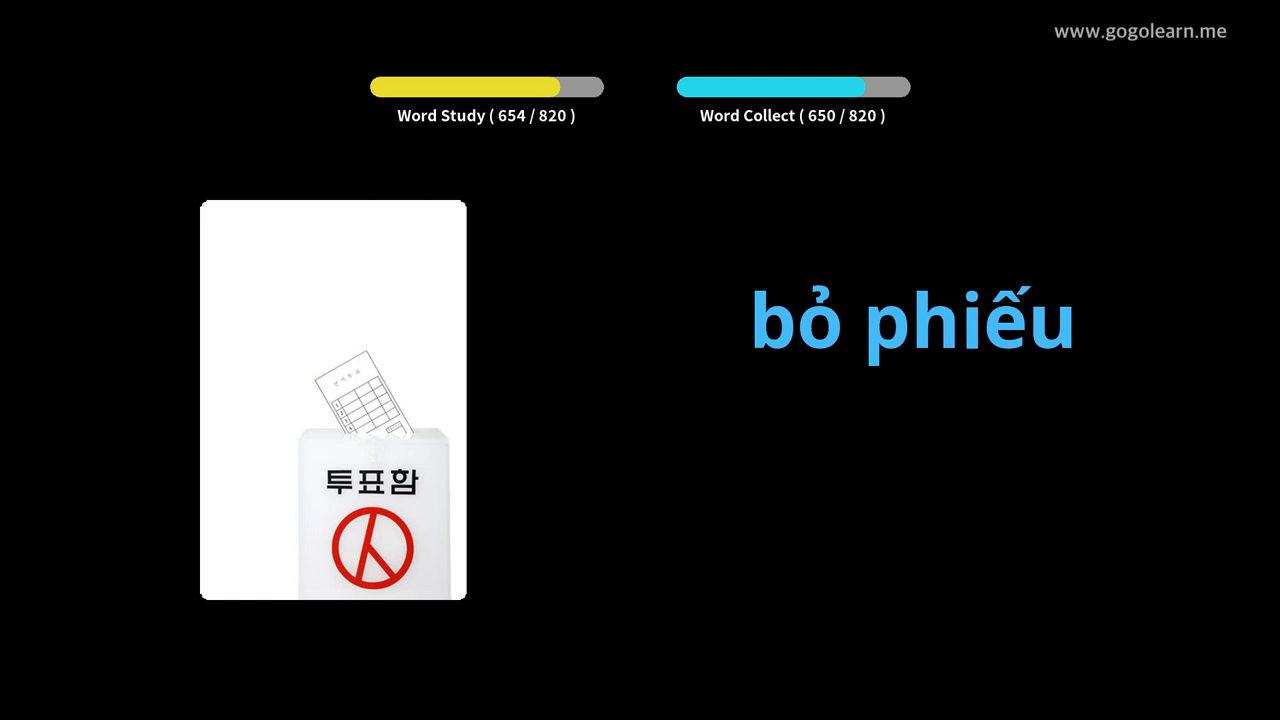 www.gogolearn.me
Word Study ( 654 / 820 )
Word Collect ( 650 / 820 )
bỏ phiếu
투표함